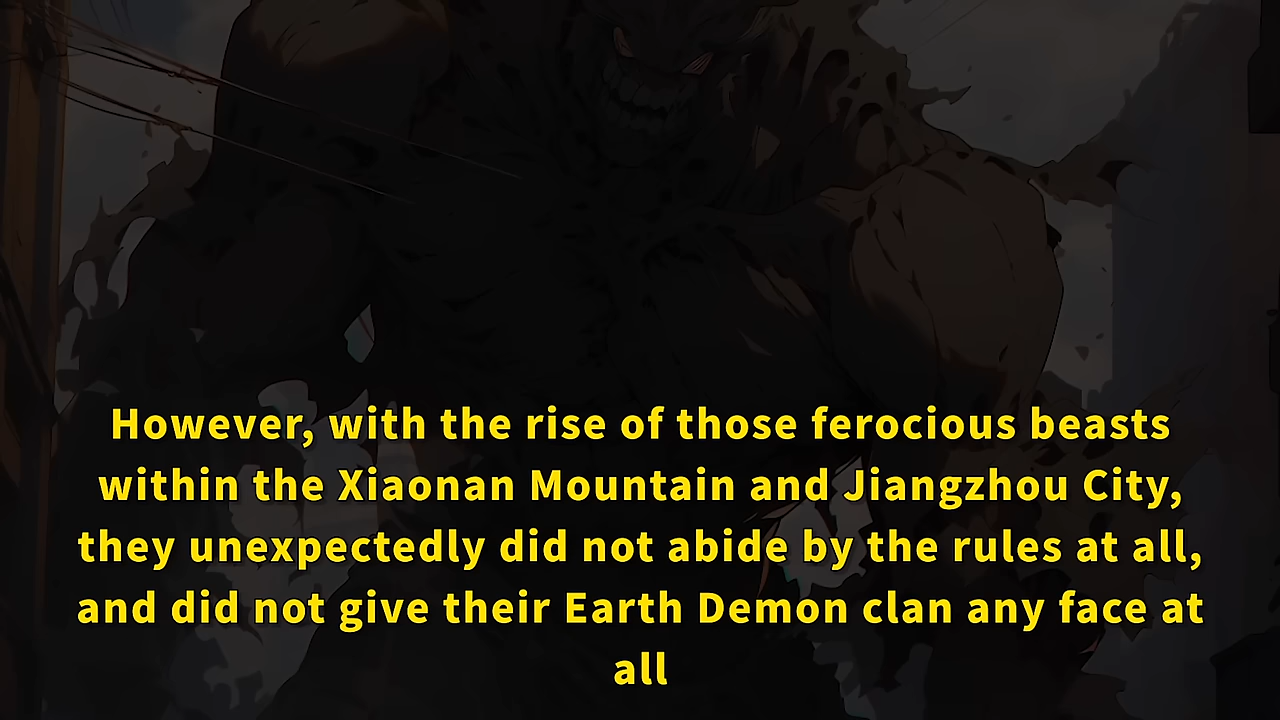 However, with the rise of those ferocious beasts
within the Xiaonan Mountain and Jiangzhou City,
they unexpectedly did not abide by the rules at all,
and did not give their Earth Demon clan any face at
all